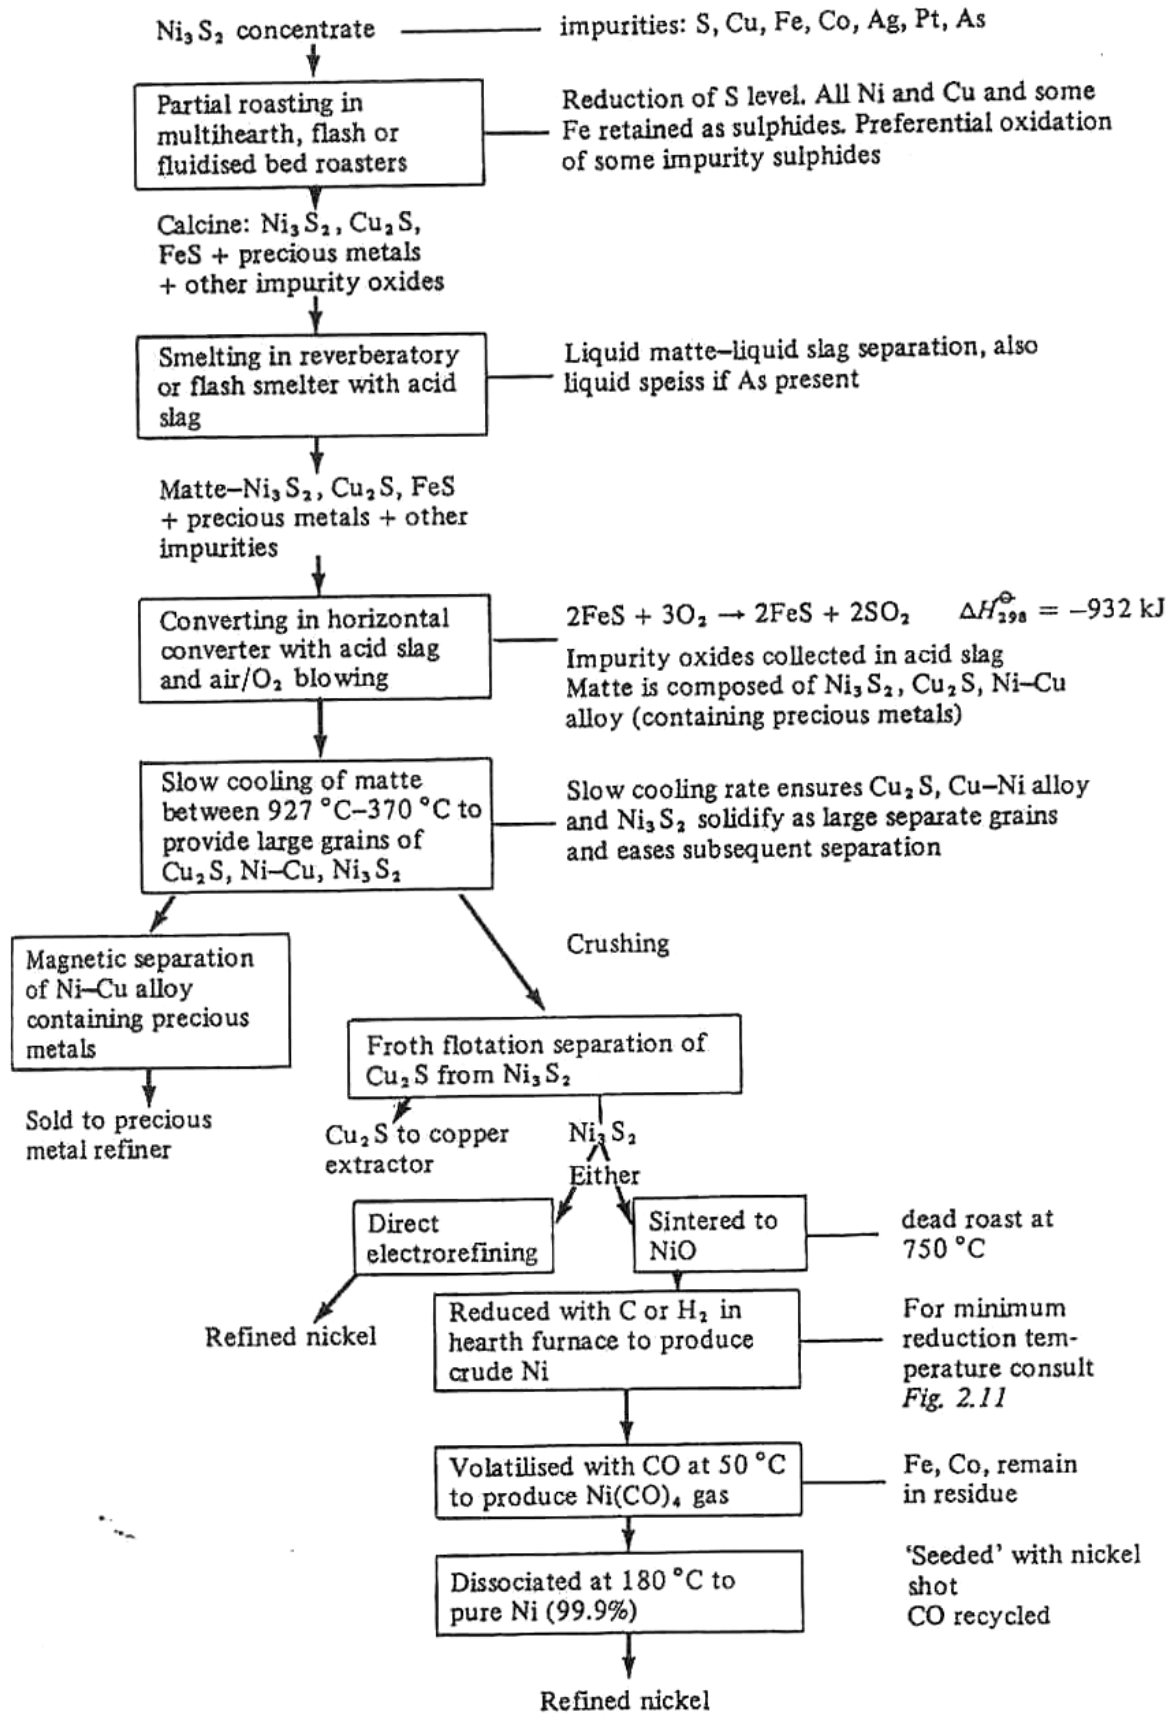 Ni₃S₂ concentrate
impurities: S, Cu, Fe, Co, Ag, Pt, As
Partial roasting in
multihearth, flash or
fluidised bed roasters
Reduction of S level. All Ni and Cu and some
Fe retained as sulphides. Preferential oxidation
of some impurity sulphides
Calcine: Ni₃S₂, Cu₂S,
FeS + precious metals
+ other impurity oxides
Smelting in reverberatory
or flash smelter with acid
slag
Liquid matte–liquid slag separation, also
liquid speiss if As present
Matte–Ni₃S₂, Cu₂S, FeS
+ precious metals + other
impurities
Converting in horizontal
converter with acid slag
and air/O₂ blowing
2FeS + 3O₂ → 2FeS + 2SO₂ ΔH⊖₂₉₈ = −932 kJ
Impurity oxides collected in acid slag
Matte is composed of Ni₃S₂, Cu₂S, Ni–Cu
alloy (containing precious metals)
Slow cooling of matte
between 927 °C–370 °C to
provide large grains of
Cu₂S, Ni–Cu, Ni₃S₂
Slow cooling rate ensures Cu₂S, Cu–Ni alloy
and Ni₃S₂ solidify as large separate grains
and eases subsequent separation
Magnetic separation
of Ni–Cu alloy
containing precious
metals
Crushing
Froth flotation separation of
Cu₂S from Ni₃S₂
Sold to precious
metal refiner
Cu₂S to copper
extractor
Ni₃S₂
Either
Direct
electrorefining
Sintered to
NiO
dead roast at
750 °C
Refined nickel
Reduced with C or H₂ in
hearth furnace to produce
crude Ni
For minimum
reduction tem-
perature consult
Fig. 2.11
Volatilised with CO at 50 °C
to produce Ni(CO)₄ gas
Fe, Co, remain
in residue
Dissociated at 180 °C to
pure Ni (99.9%)
‘Seeded’ with nickel
shot
CO recycled
Refined nickel